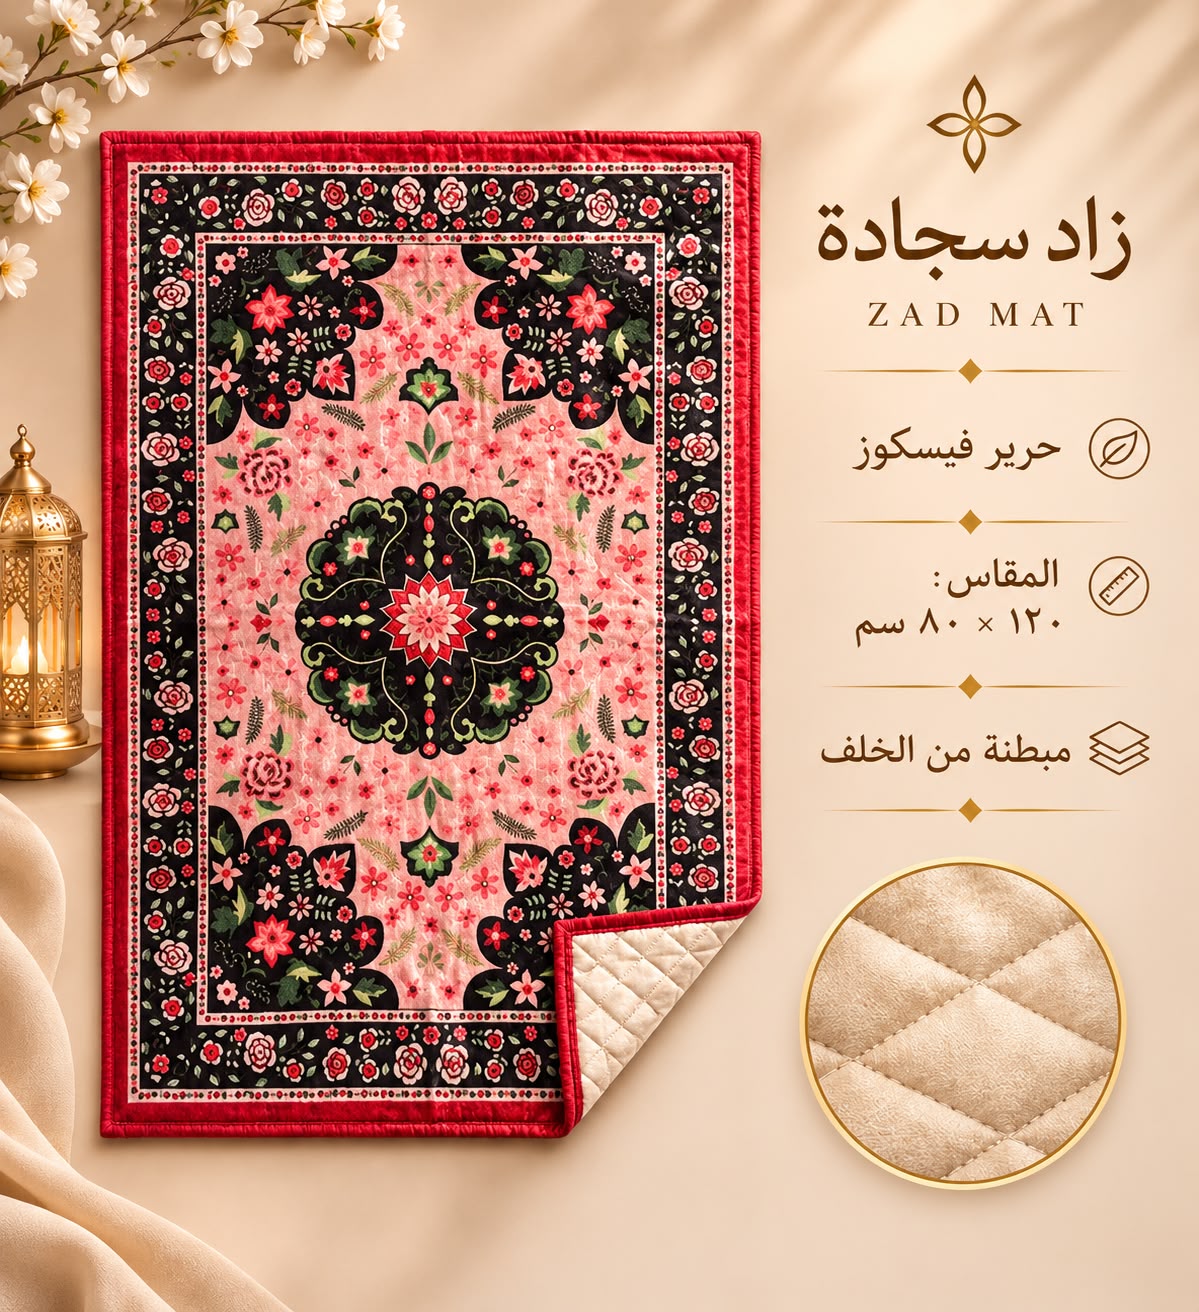 زاد سجادة
ZAD MAT
حرير فيسكوز
المقاس:
١٢٠ × ٨٠ سم
مبطنة من الخلف